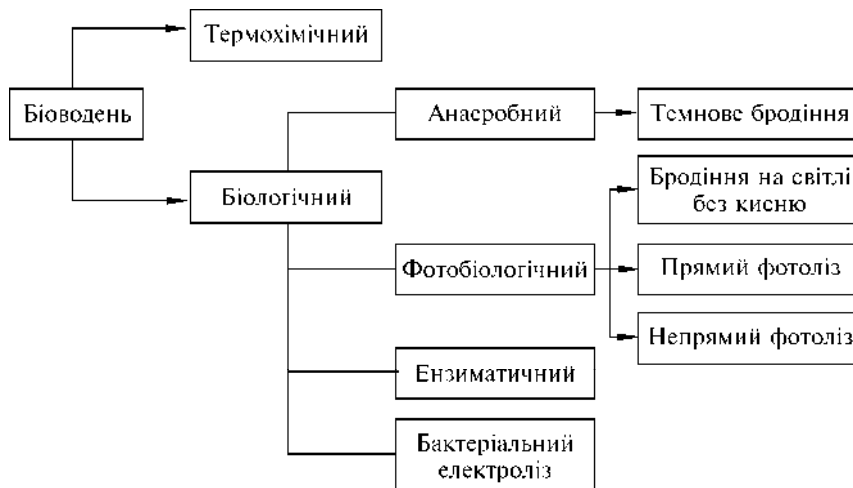 Термохімічний
Біоводень
Анаеробний
Темнове бродіння
Біологічний
Бродіння на світлі
без кисню
Фотобіологічний
Прямий фотоліз
Непрямий фотоліз
Ензиматичний
Бактеріальний
електроліз